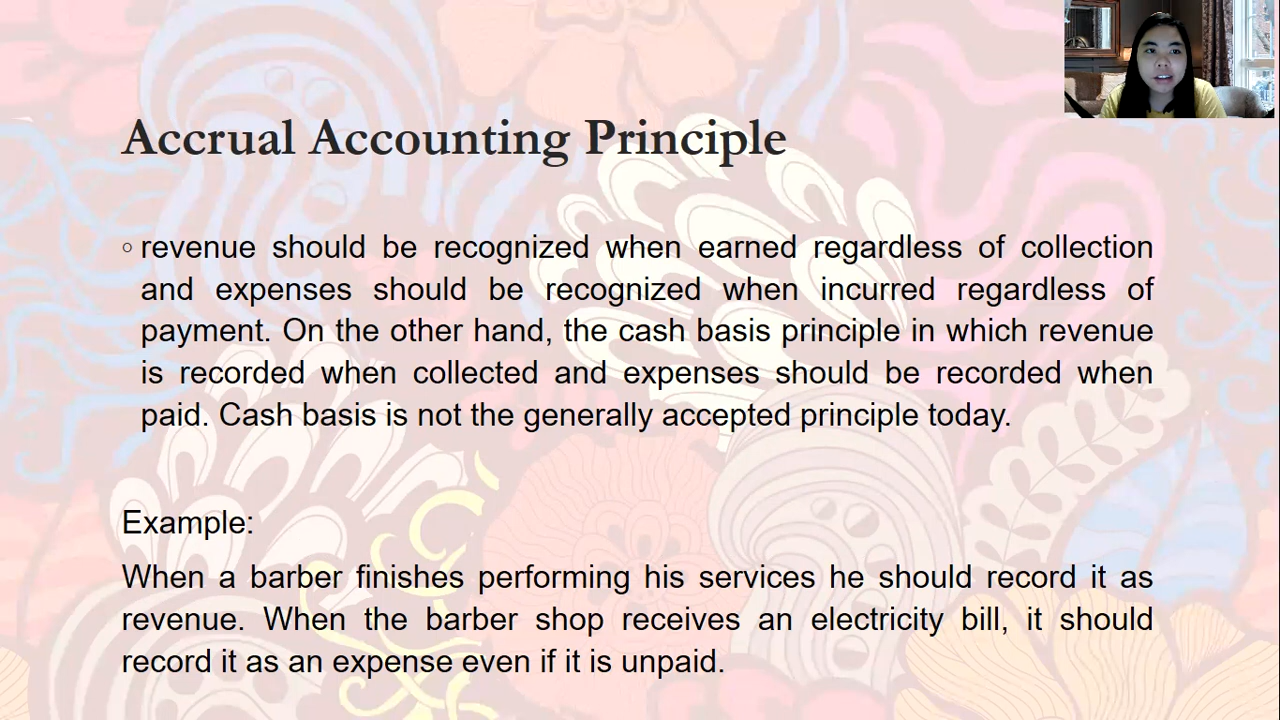 Accrual Accounting Principle
○ revenue should be recognized when earned regardless of collection
and expenses should be recognized when incurred regardless of
payment. On the other hand, the cash basis principle in which revenue
is recorded when collected and expenses should be recorded when
paid. Cash basis is not the generally accepted principle today.
Example:
When a barber finishes performing his services he should record it as
revenue. When the barber shop receives an electricity bill, it should
record it as an expense even if it is unpaid.